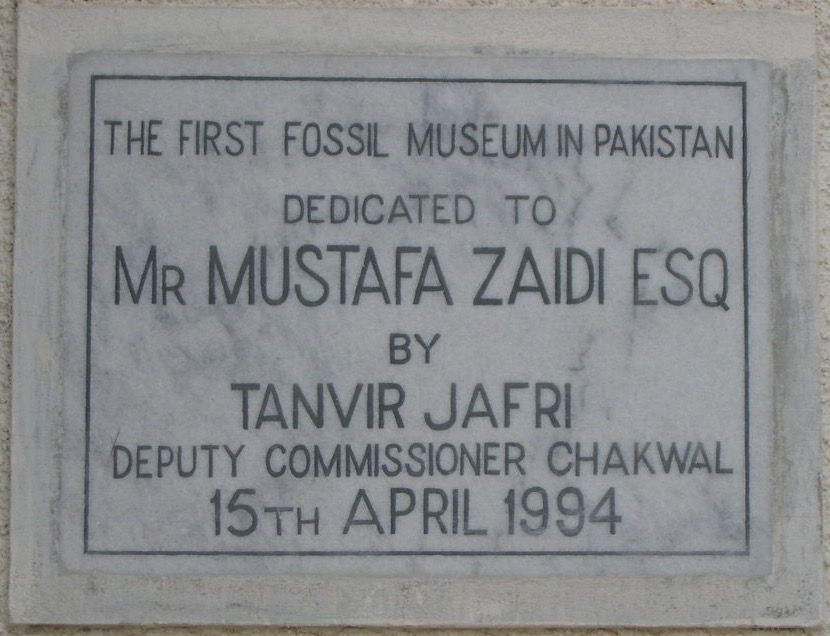 THE FIRST FOSSIL MUSEUM IN PAKISTAN
DEDICATED TO
MR MUSTAFA ZAIDI ESQ
BY
TANVIR JAFRI
DEPUTY COMMISSIONER CHAKWAL
15TH APRIL 1994